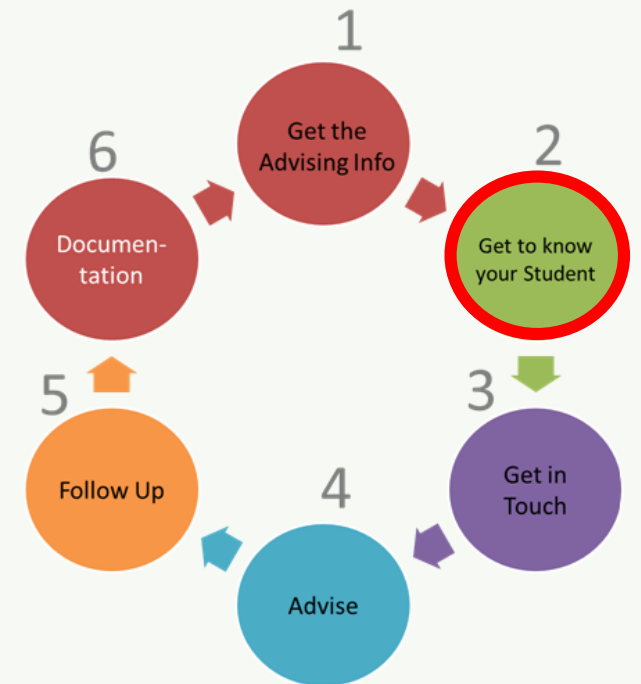 1
Get the
Advising Info
2
Get to know
your Student
3
Get in
Touch
4
Advise
5
Follow Up
6
Documen-
tation